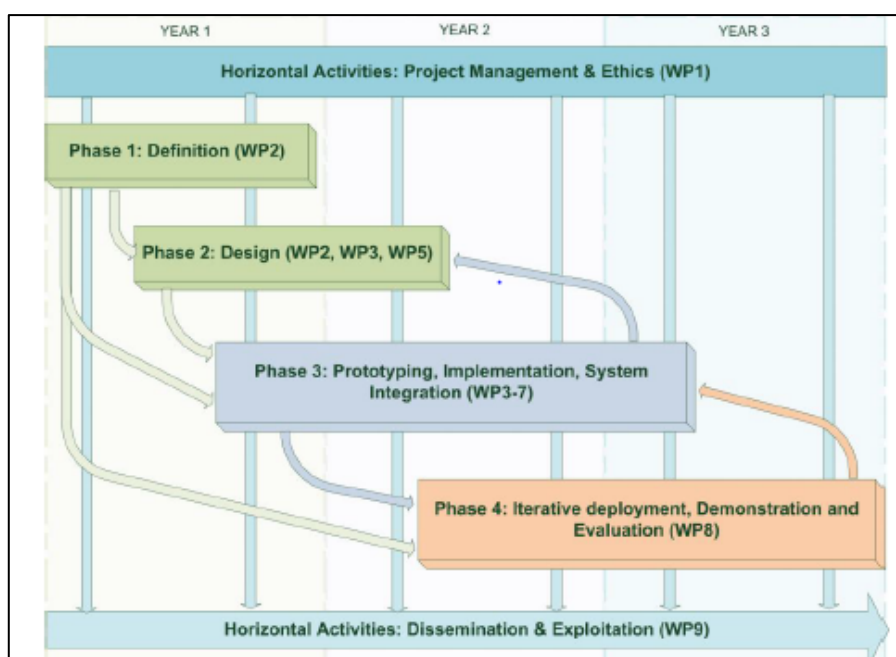 YEAR 1
YEAR 2
YEAR 3
Horizontal Activities: Project Management & Ethics (WP1)
Phase 1: Definition (WP2)
Phase 2: Design (WP2, WP3, WP5)
Phase 3: Prototyping, Implementation, System
Integration (WP3-7)
Phase 4: Iterative deployment, Demonstration and
Evaluation (WP8)
Horizontal Activities: Dissemination & Exploitation (WP9)